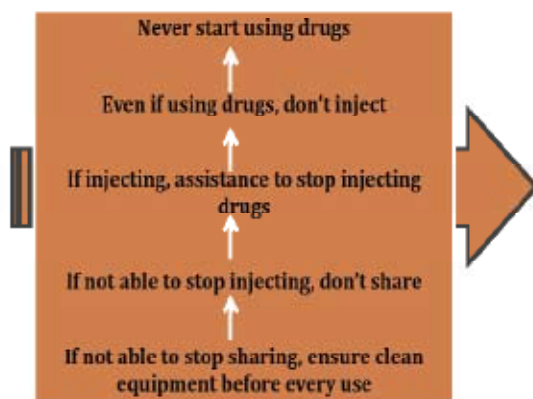 Never start using drugs
Even if using drugs, don't inject
If injecting, assistance to stop injecting
drugs
If not able to stop injecting, don't share
If not able to stop sharing, ensure clean
equipment before every use